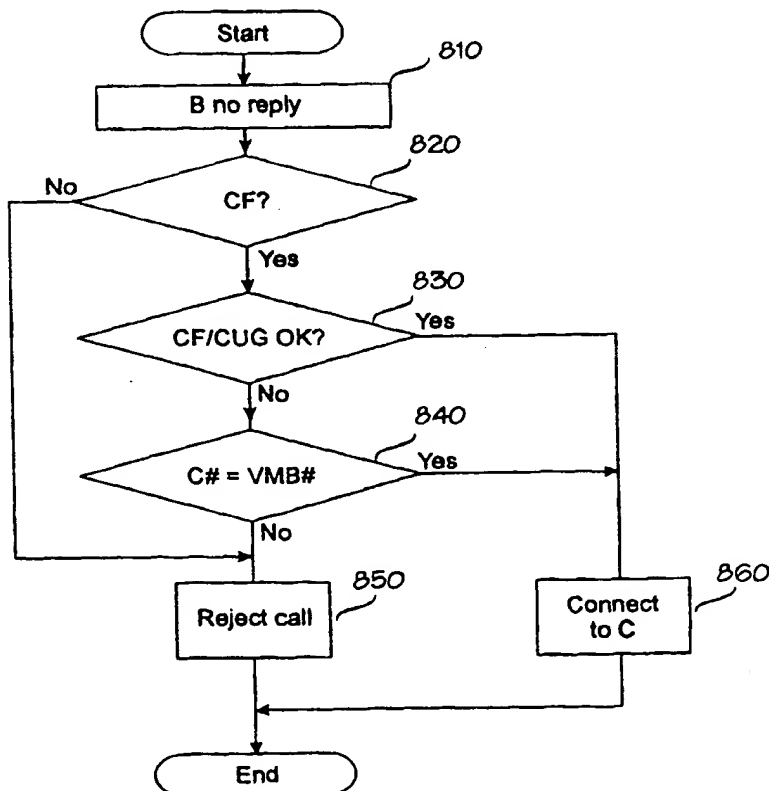 Start
810
B no reply
820
No
CF?
Yes
830
CF/CUG OK?
Yes
No
840
C# = VMB#
Yes
No
850
Reject call
860
Connect
to C
End